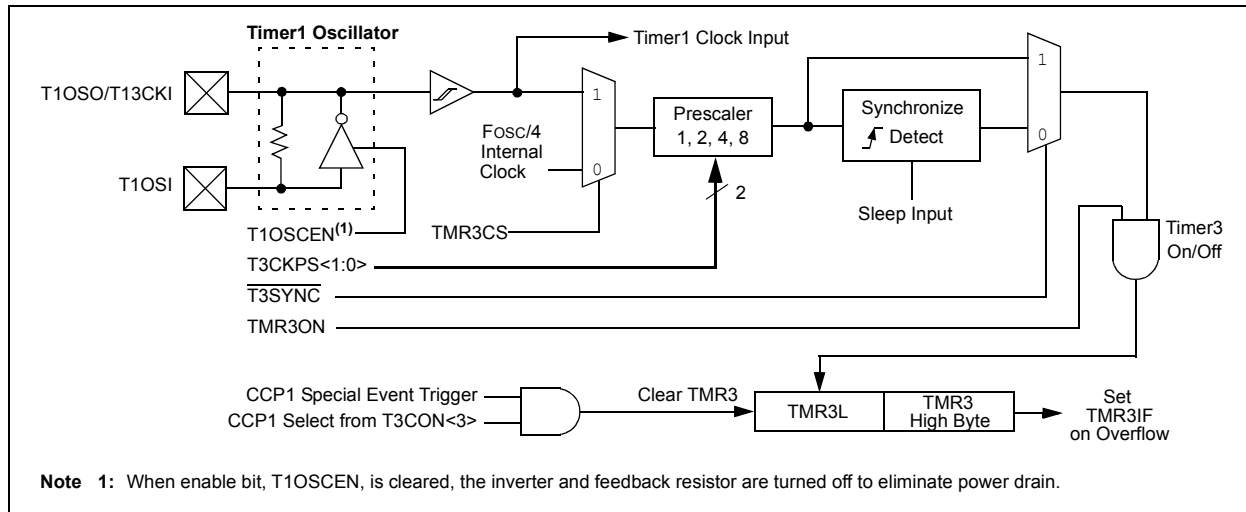 Timer1 Oscillator
Timer1 Clock Input
T1OSO/T13CKI
T1OSI
1
FOSC/4
Internal
Clock
0
Prescaler
1, 2, 4, 8
2
Synchronize
Detect
Sleep Input
1
0
T1OSCEN(1)
TMR3CS
T3CKPS<1:0>
T3SYNC
TMR3ON
Timer3
On/Off
CCP1 Special Event Trigger
CCP1 Select from T3CON<3>
Clear TMR3
TMR3L
TMR3
High Byte
Set
TMR3IF
on Overflow
Note 1: When enable bit, T1OSCEN, is cleared, the inverter and feedback resistor are turned off to eliminate power drain.